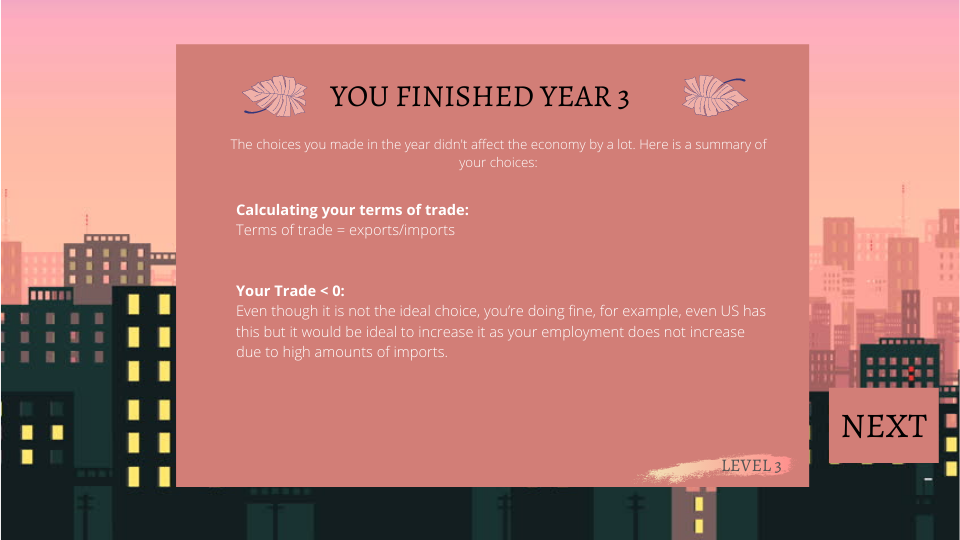 YOU FINISHED YEAR 3
The choices you made in the year didn't affect the economy by a lot. Here is a summary of
your choices:
Calculating your terms of trade:
Terms of trade = exports/imports
Your Trade < 0:
Even though it is not the ideal choice, you're doing fine, for example, even US has
this but it would be ideal to increase it as your employment does not increase
due to high amounts of imports.
NEXT
LEVEL 3